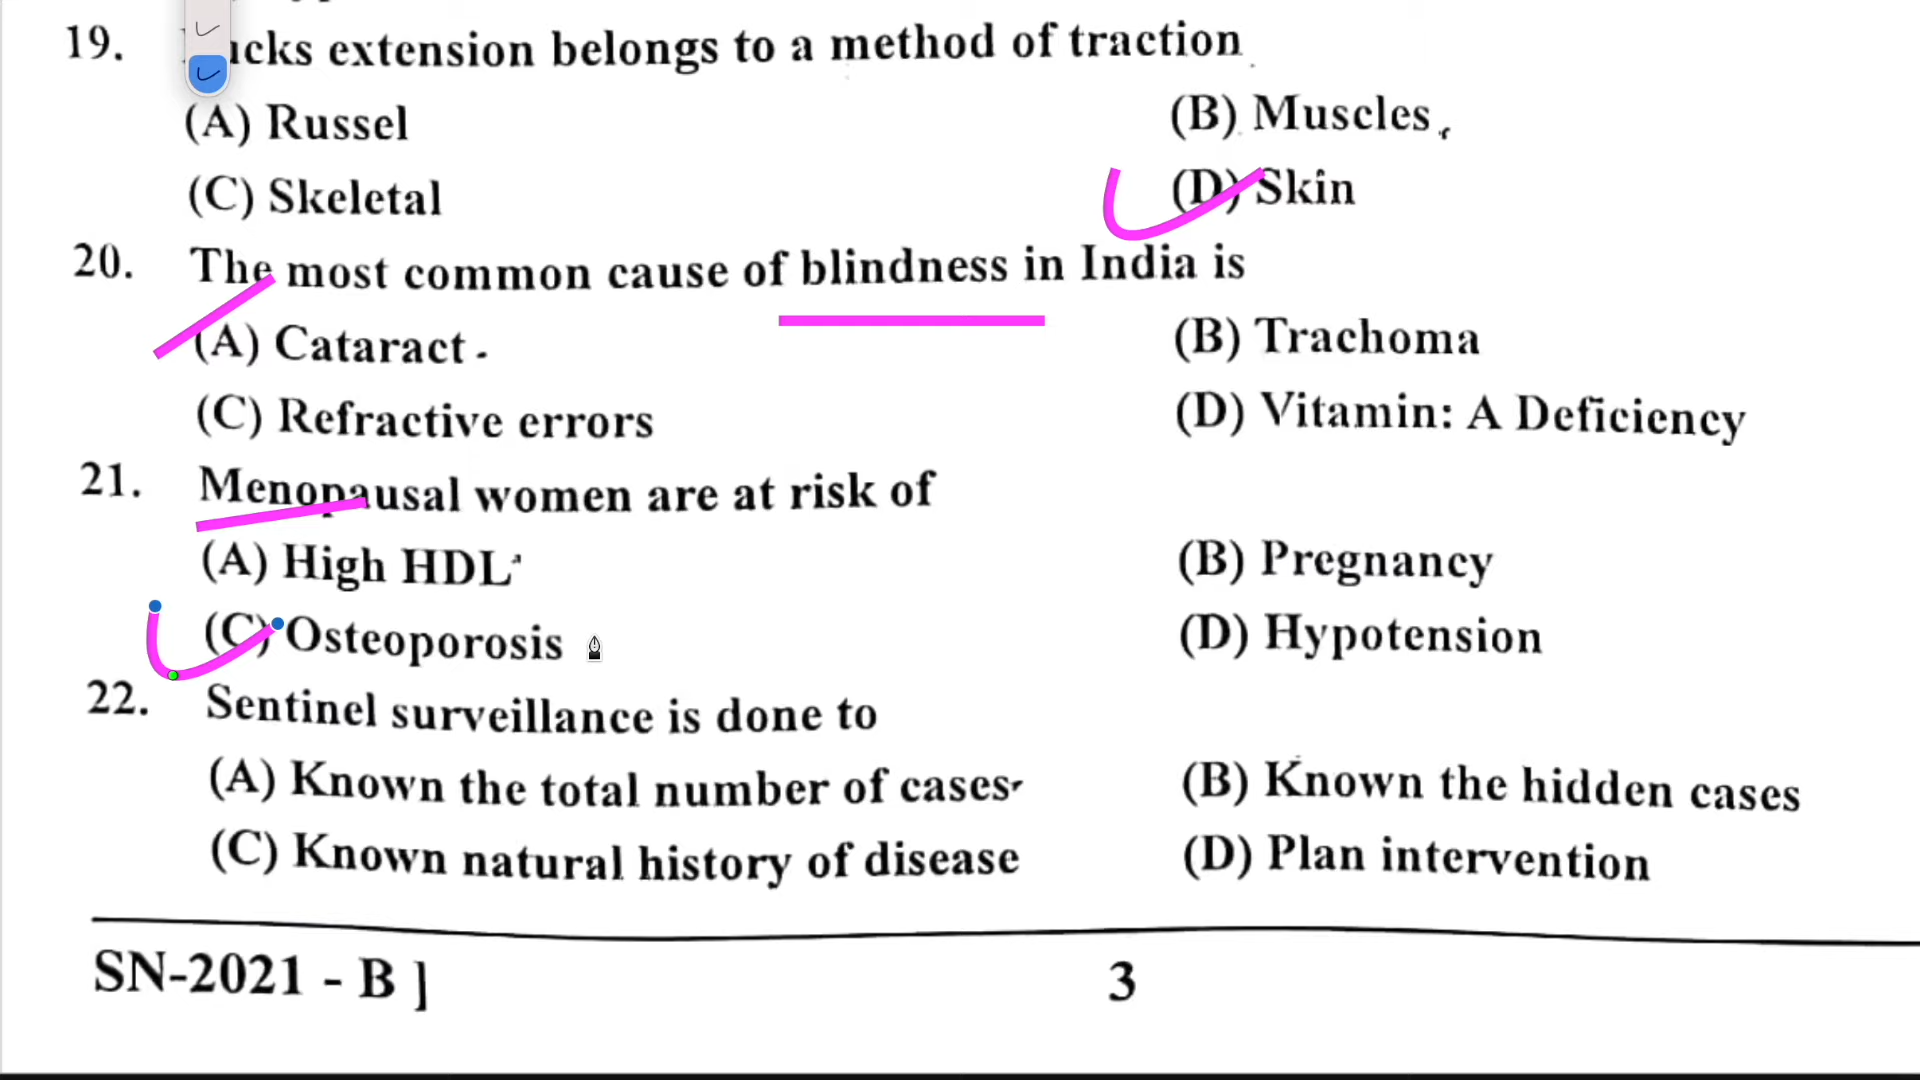 19. ucks extension belongs to a method of traction
(A) Russel (B) Muscles
(C) Skeletal (D) Skin
20. The most common cause of blindness in India is
(A) Cataract (B) Trachoma
(C) Refractive errors (D) Vitamin: A Deficiency
21. Menopausal women are at risk of
(A) High HDL (B) Pregnancy
(C) Osteoporosis (D) Hypotension
22. Sentinel surveillance is done to
(A) Known the total number of cases (B) Known the hidden cases
(C) Known natural history of disease (D) Plan intervention
SN-2021 - B ] 3